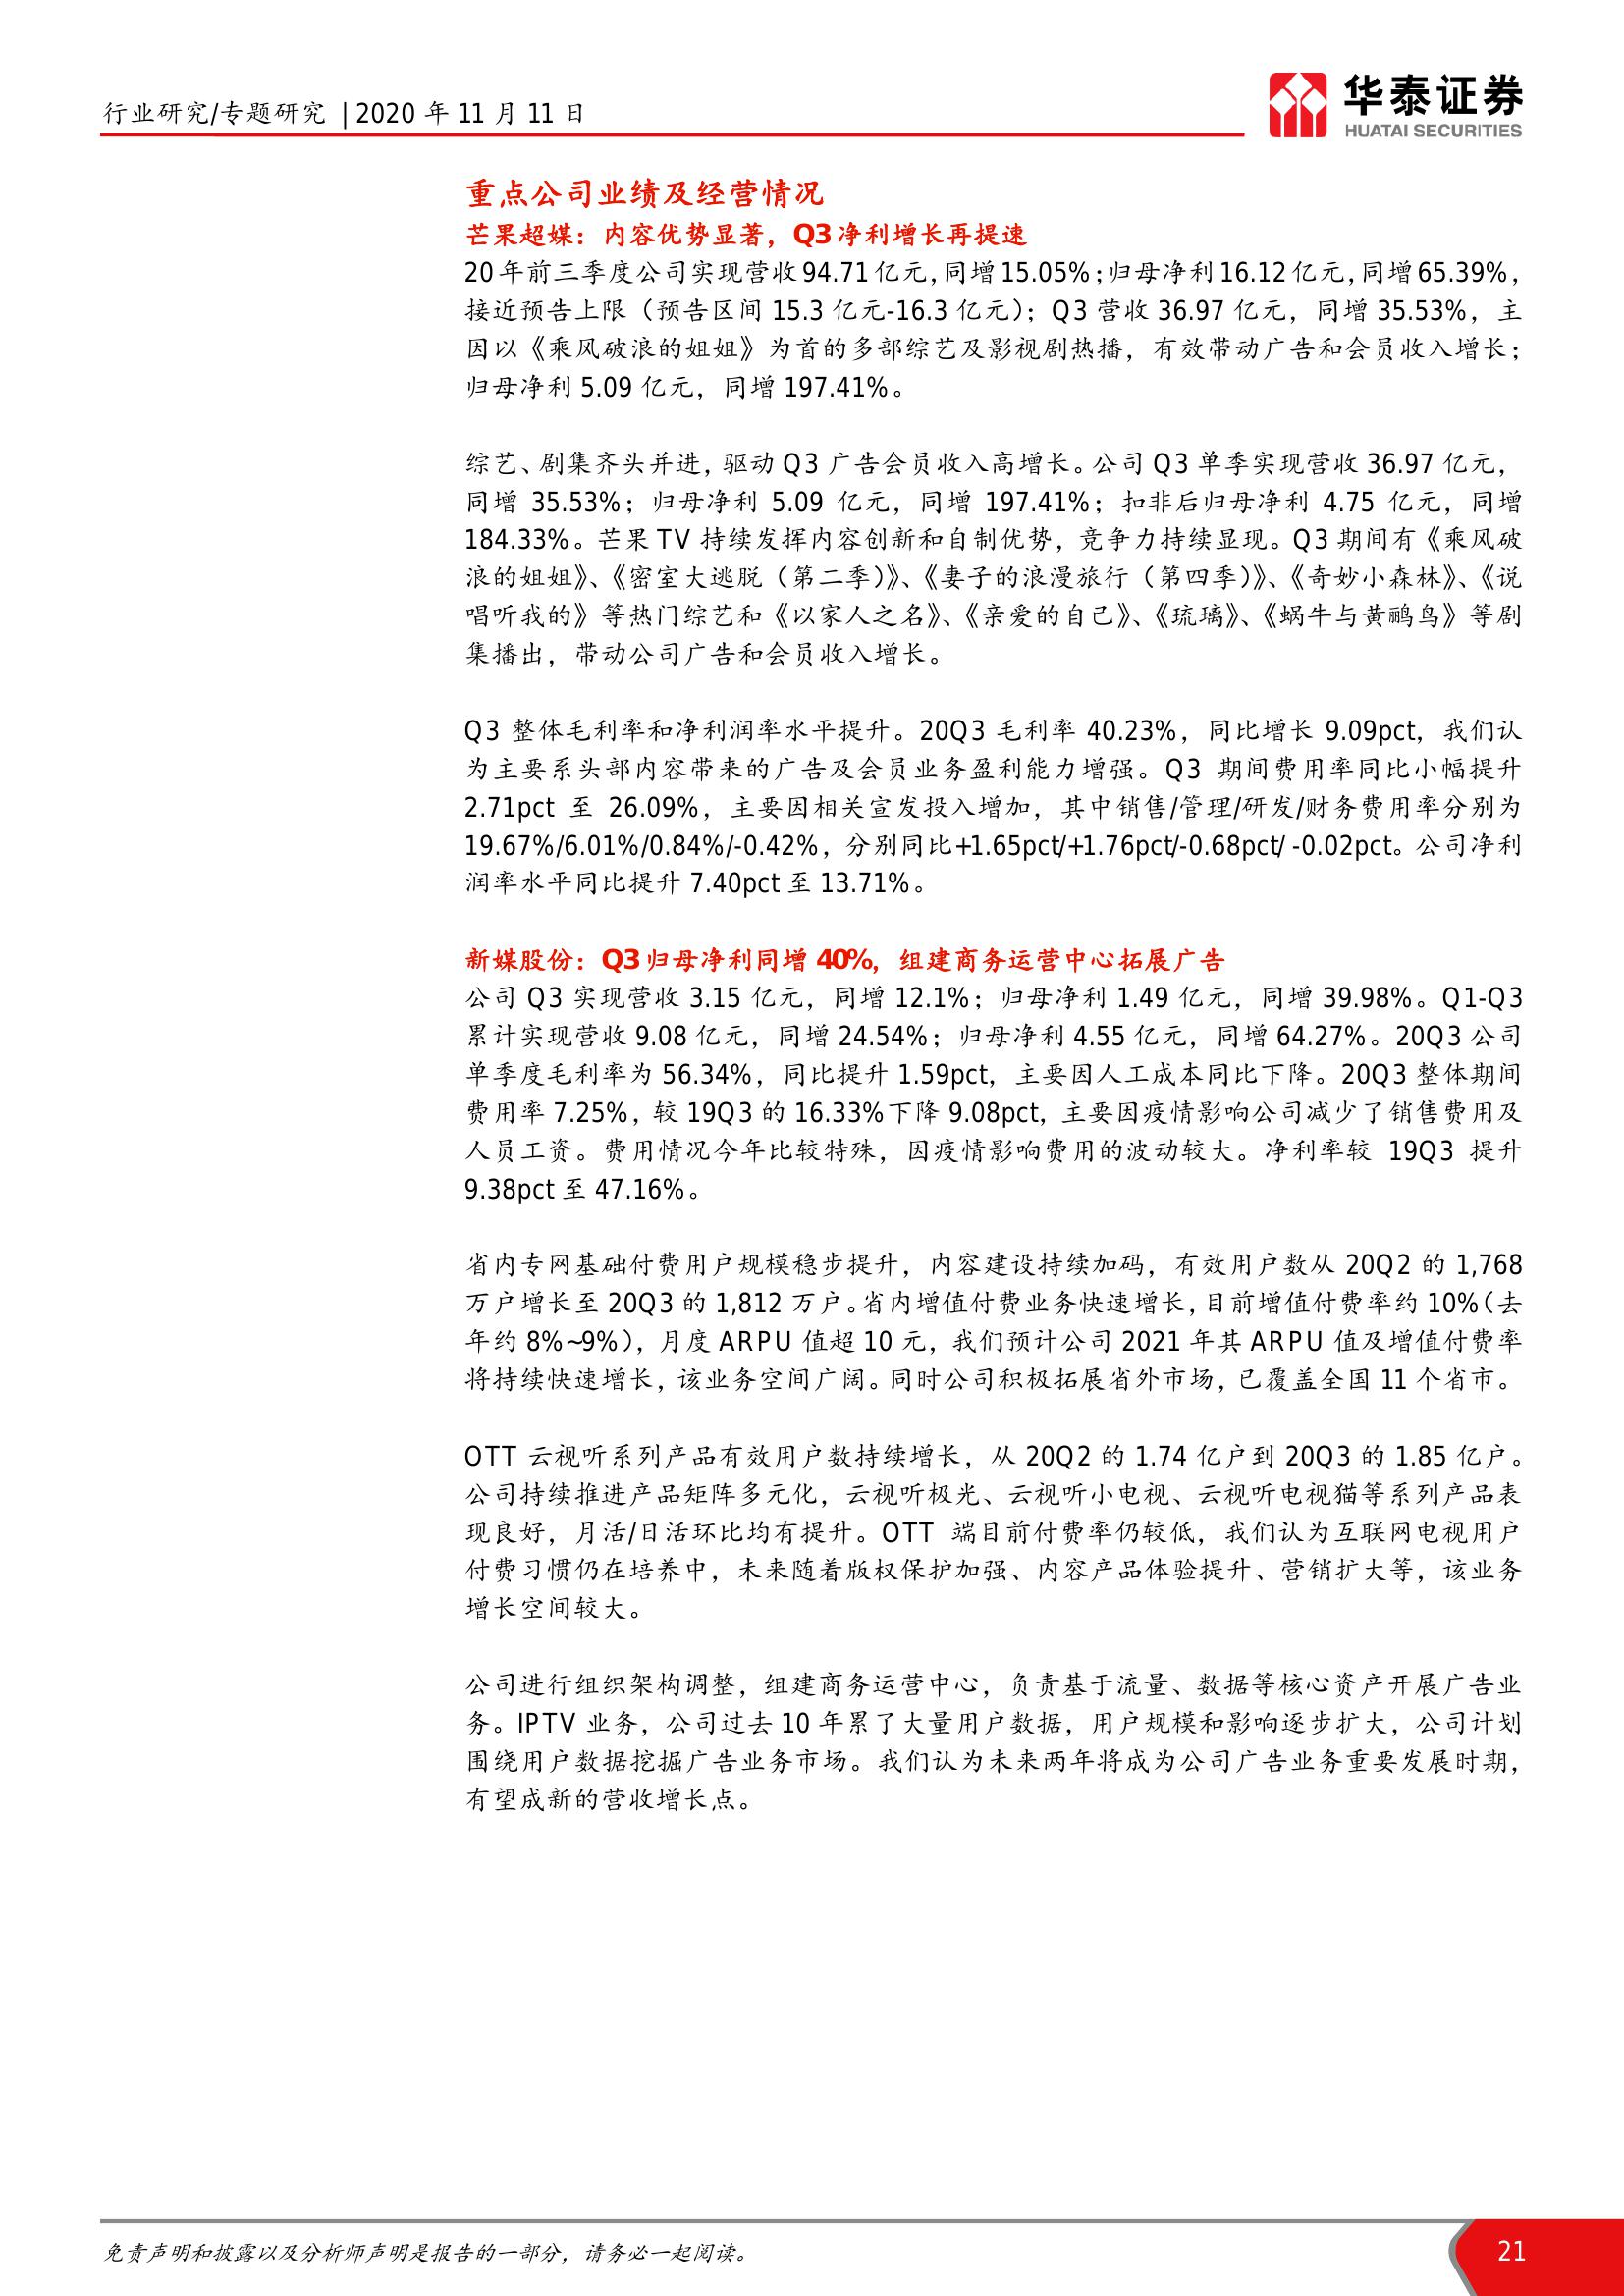 行业研究/专题研究 | 2020 年 11 月 11 日
华泰证券
HUATAI SECURITIES
重点公司业绩及经营情况
芒果超媒：内容优势显著，Q3 净利增长再提速
20 年前三季度公司实现营收 94.71 亿元，同增 15.05%；归母净利 16.12 亿元，同增 65.39%，
接近预告上限（预告区间 15.3 亿元-16.3 亿元）；Q3 营收 36.97 亿元，同增 35.53%，主
因以《乘风破浪的姐姐》为首的多部综艺及影视剧热播，有效带动广告和会员收入增长；
归母净利 5.09 亿元，同增 197.41%。
综艺、剧集齐头并进，驱动 Q3 广告会员收入高增长。公司 Q3 单季实现营收 36.97 亿元，
同增 35.53%；归母净利 5.09 亿元，同增 197.41%；扣非后归母净利 4.75 亿元，同增
184.33%。芒果 TV 持续发挥内容创新和自制优势，竞争力持续显现。Q3 期间有《乘风破
浪的姐姐》、《密室大逃脱（第二季）》、《妻子的浪漫旅行（第四季）》、《奇妙小森林》、《说
唱听我的》等热门综艺和《以家人之名》、《亲爱的自己》、《琉璃》、《蜗牛与黄鹂鸟》等剧
集播出，带动公司广告和会员收入增长。
Q3 整体毛利率和净利润率水平提升。20Q3 毛利率 40.23%，同比增长 9.09pct，我们认
为主要系头部内容带来的广告及会员业务盈利能力增强。Q3 期间费用率同比小幅提升
2.71pct 至 26.09%，主要因相关宣发投入增加，其中销售/管理/研发/财务费用率分别为
19.67%/6.01%/0.84%/-0.42%，分别同比+1.65pct/+1.76pct/-0.68pct/ -0.02pct。公司净利
润率水平同比提升 7.40pct 至 13.71%。
新媒股份：Q3 归母净利同增 40%，组建商务运营中心拓展广告
公司 Q3 实现营收 3.15 亿元，同增 12.1%；归母净利 1.49 亿元，同增 39.98%。Q1-Q3
累计实现营收 9.08 亿元，同增 24.54%；归母净利 4.55 亿元，同增 64.27%。20Q3 公司
单季度毛利率为 56.34%，同比提升 1.59pct，主要因人工成本同比下降。20Q3 整体期间
费用率 7.25%，较 19Q3 的 16.33%下降 9.08pct，主要因疫情影响公司减少了销售费用及
人员工资。费用情况今年比较特殊，因疫情影响费用的波动较大。净利率较 19Q3 提升
9.38pct 至 47.16%。
省内专网基础付费用户规模稳步提升，内容建设持续加码，有效用户数从 20Q2 的 1,768
万户增长至 20Q3 的 1,812 万户。省内增值付费业务快速增长，目前增值付费率约 10%（去
年约 8%~9%），月度 ARPU 值超 10 元，我们预计公司 2021 年其 ARPU 值及增值付费率
将持续快速增长，该业务空间广阔。同时公司积极拓展省外市场，已覆盖全国 11 个省市。
OTT 云视听系列产品有效用户数持续增长，从 20Q2 的 1.74 亿户到 20Q3 的 1.85 亿户。
公司持续推进产品矩阵多元化，云视听极光、云视听小电视、云视听电视猫等系列产品表
现良好，月活/日活环比均有提升。OTT 端目前付费率仍较低，我们认为互联网电视用户
付费习惯仍在培养中，未来随着版权保护加强、内容产品体验提升、营销扩大等，该业务
增长空间较大。
公司进行组织架构调整，组建商务运营中心，负责基于流量、数据等核心资产开展广告业
务。IPTV 业务，公司过去 10 年累了大量用户数据，用户规模和影响逐步扩大，公司计划
围绕用户数据挖掘广告业务市场。我们认为未来两年将成为公司广告业务重要发展时期，
有望成新的营收增长点。
免责声明和披露以及分析师声明是报告的一部分，请务必一起阅读。
21